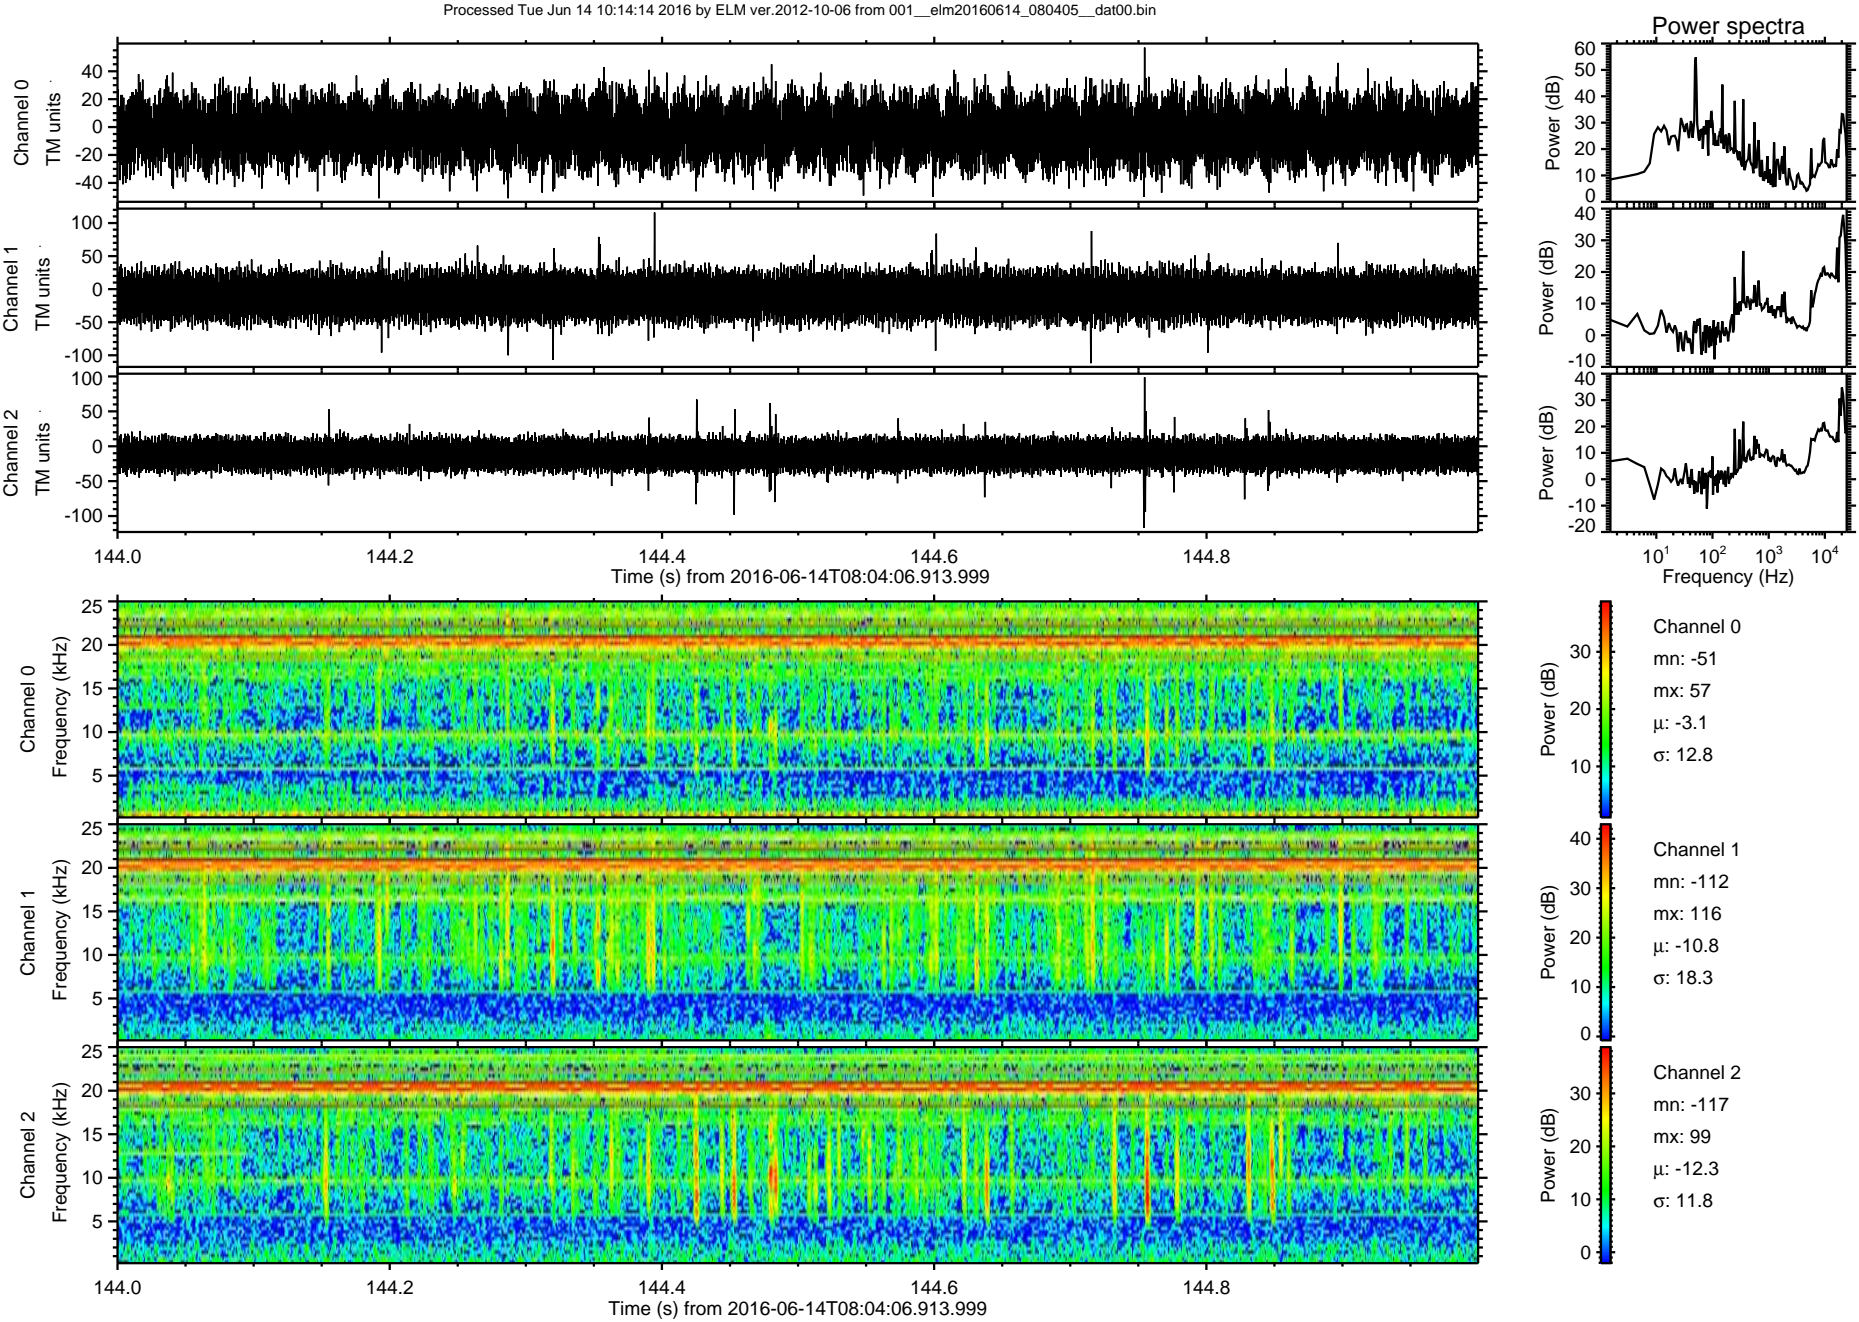 Processed Tue Jun 14 10:14:14 2016 by ELM ver.2012-10-06 from 001__elm20160614_080405__dat00.bin
Power spectra
Channel 0
TM units
40
20
0
-20
-40
Power (dB)
60
50
40
30
20
10
0
Channel 1
TM units
100
50
0
-50
-100
Power (dB)
40
30
20
10
0
-10
Channel 2
TM units
100
50
0
-50
-100
Power (dB)
40
30
20
10
0
-10
-20
144.0 144.2 144.4 144.6 144.8
Time (s) from 2016-06-14T08:04:06.913.999
10¹ 10² 10³ 10⁴
Frequency (Hz)
Channel 0
Frequency (kHz)
25
20
15
10
5
Power (dB)
30
20
10
Channel 0
mn: -51
mx: 57
μ: -3.1
σ: 12.8
Channel 1
Frequency (kHz)
25
20
15
10
5
Power (dB)
40
30
20
10
0
Channel 1
mn: -112
mx: 116
μ: -10.8
σ: 18.3
Channel 2
Frequency (kHz)
25
20
15
10
5
Power (dB)
30
20
10
0
Channel 2
mn: -117
mx: 99
μ: -12.3
σ: 11.8
144.0 144.2 144.4 144.6 144.8
Time (s) from 2016-06-14T08:04:06.913.999